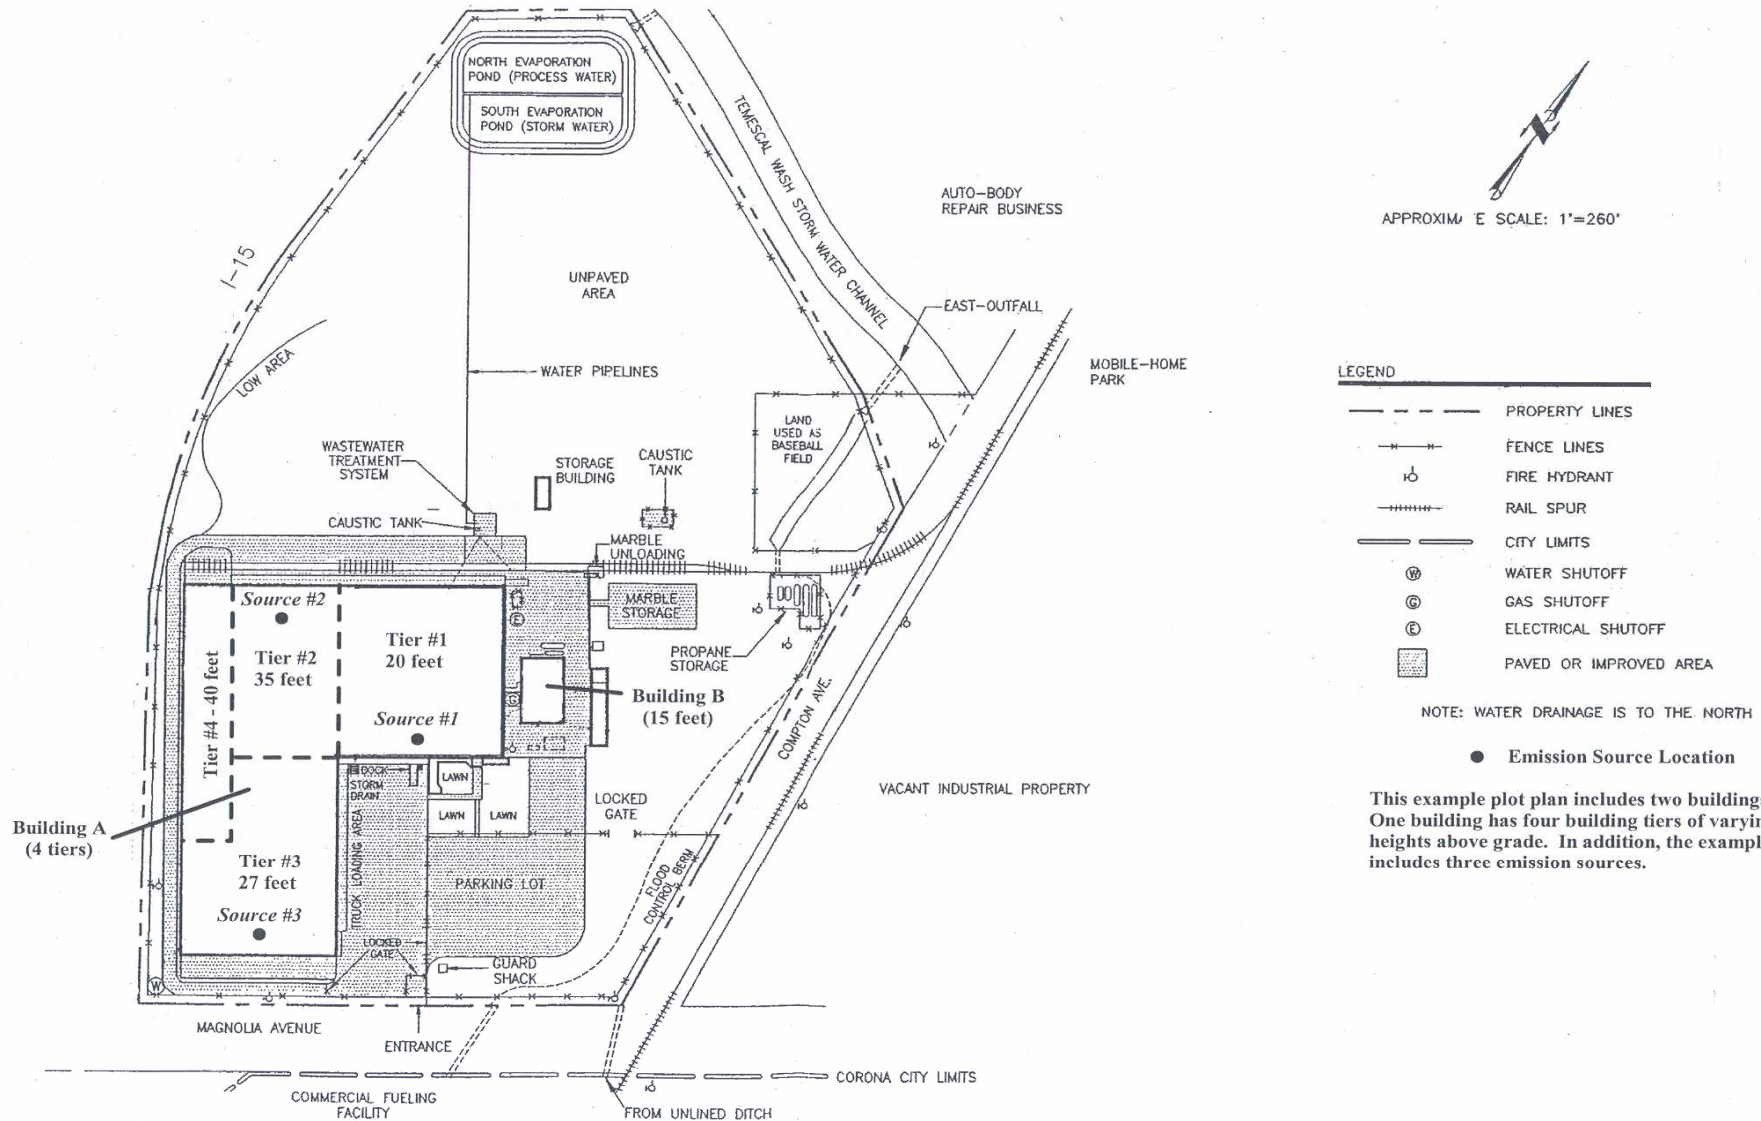 NORTH EVAPORATION
POND (PROCESS WATER)
SOUTH EVAPORATION
POND (STORM WATER)
TEMESCAL WASH STORM WATER CHANNEL
AUTO-BODY
REPAIR BUSINESS
APPROXIM E SCALE: 1"=260'
I-15
UNPAVED
AREA
EAST-OUTFALL
LOW AREA
WATER PIPELINES
MOBILE-HOME
PARK
LAND
USED AS
BASEBALL
FIELD
WASTEWATER
TREATMENT
SYSTEM
STORAGE
BUILDING
CAUSTIC
TANK
CAUSTIC TANK
MARBLE
UNLOADING
MARBLE
STORAGE
PROPANE
STORAGE
Source #2
Tier #2
35 feet
Tier #1
20 feet
Source #1
Tier #4 - 40 feet
E
G
Building B
(15 feet)
COMPTON AVE.
DOCK
STORM
DRAIN
LAWN
LAWN
LAWN
LOCKED
GATE
VACANT INDUSTRIAL PROPERTY
Building A
(4 tiers)
Tier #3
27 feet
Source #3
TRUCK LOADING AREA
PARKING LOT
FLOOD
CONTROL BERM
LOCKED
GATE
GUARD
SHACK
W
MAGNOLIA AVENUE
ENTRANCE
CORONA CITY LIMITS
COMMERCIAL FUELING
FACILITY
FROM UNLINED DITCH
LEGEND
PROPERTY LINES
FENCE LINES
FIRE HYDRANT
RAIL SPUR
CITY LIMITS
W WATER SHUTOFF
G GAS SHUTOFF
E ELECTRICAL SHUTOFF
PAVED OR IMPROVED AREA
NOTE: WATER DRAINAGE IS TO THE NORTH
Emission Source Location
This example plot plan includes two building
One building has four building tiers of varyin
heights above grade. In addition, the exampl
includes three emission sources.